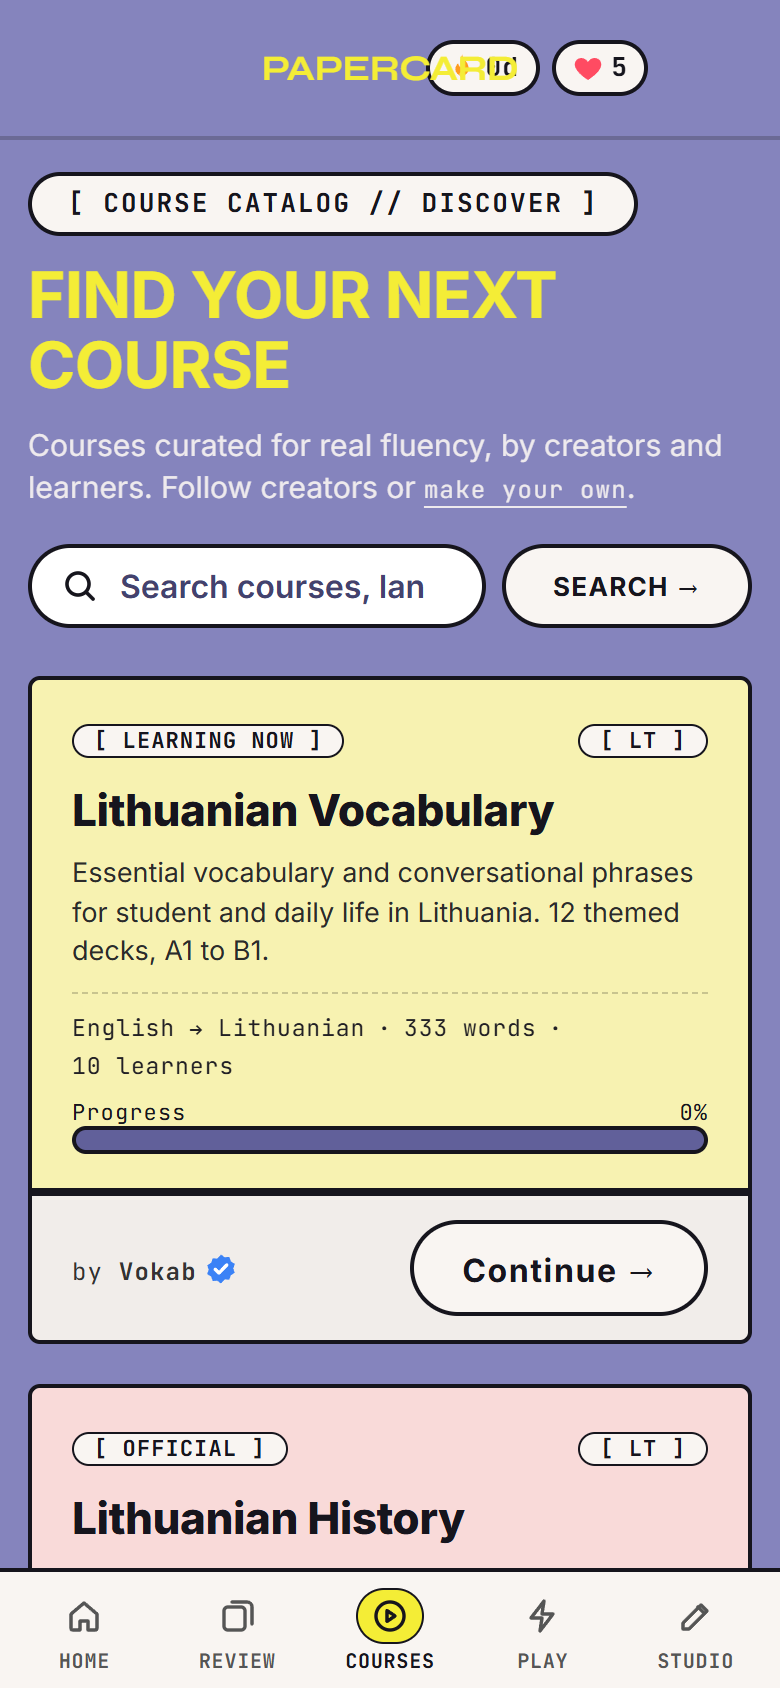 PAPERCARD
0d
5
[ COURSE CATALOG // DISCOVER ]
FIND YOUR NEXT
COURSE
Courses curated for real fluency, by creators and
learners. Follow creators or make your own.
Search courses, lan
SEARCH →
[ LEARNING NOW ]
[ LT ]
Lithuanian Vocabulary
Essential vocabulary and conversational phrases
for student and daily life in Lithuania. 12 themed
decks, A1 to B1.
English → Lithuanian · 333 words ·
10 learners
Progress
0%
by Vokab
Continue →
[ OFFICIAL ]
[ LT ]
Lithuanian History
HOME
REVIEW
COURSES
PLAY
STUDIO